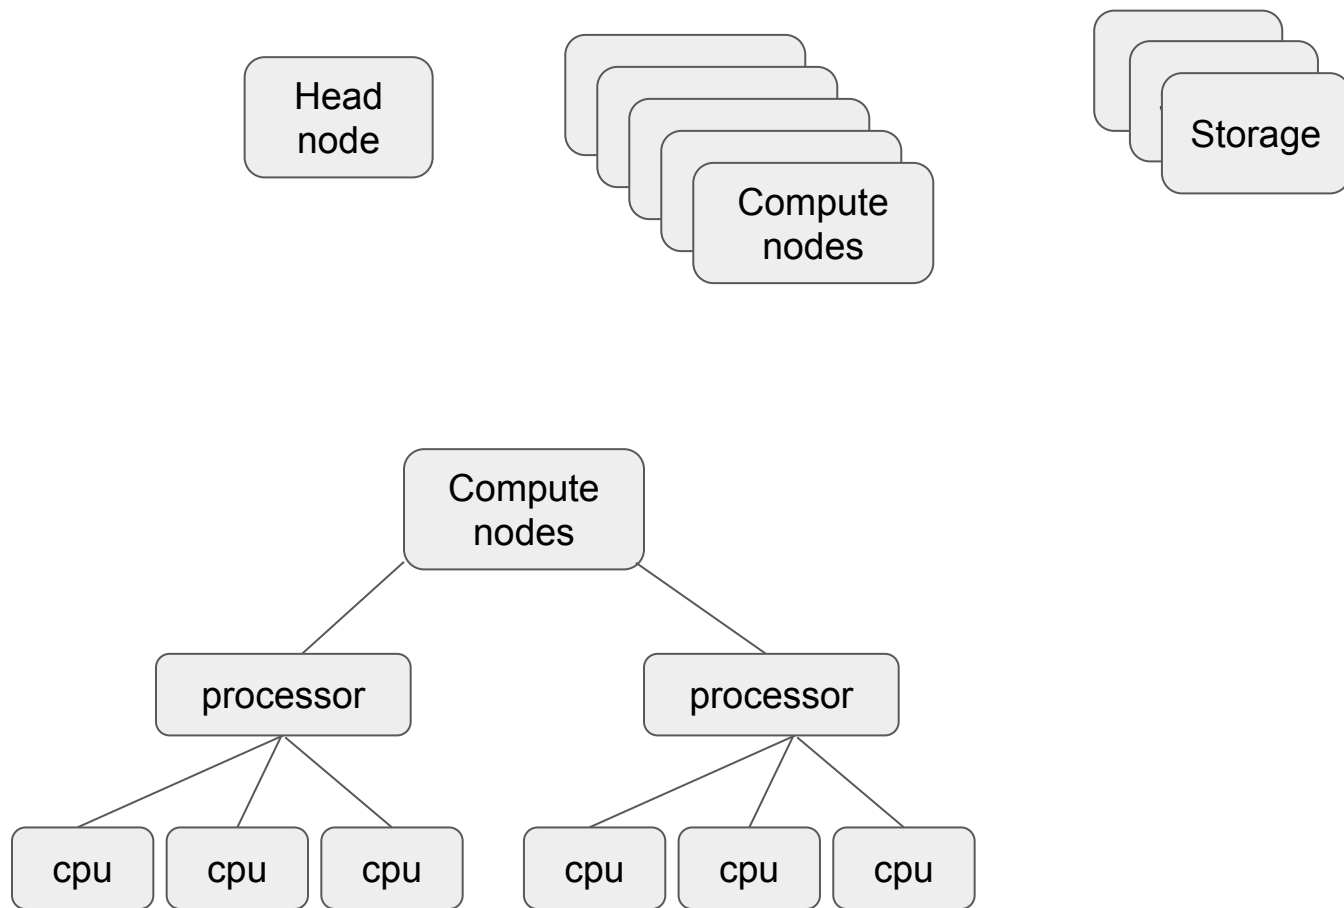 Head
node
Compute
nodes
Storage
Compute
nodes
processor
processor
cpu
cpu
cpu
cpu
cpu
cpu